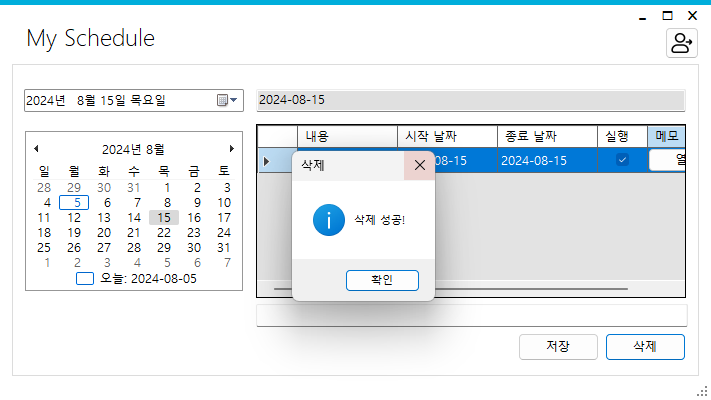 My Schedule
2024년 8월 15일 목요일
2024-08-15
2024년 8월
일 월 화 수 목 금 토
28 29 30 31 1 2 3
4 5 6 7 8 9 10
11 12 13 14 15 16 17
18 19 20 21 22 23 24
25 26 27 28 29 30 31
1 2 3 4 5 6 7
오늘: 2024-08-05
내용 시작 날짜 종료 날짜 실행 메모
08-15 2024-08-15 열
삭제
삭제 성공!
확인
저장 삭제